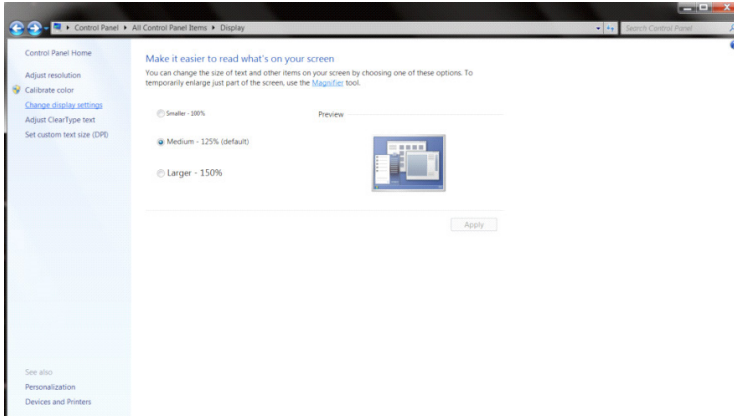 Control Panel All Control Panel Items Display
Search Control Panel
Control Panel Home
Adjust resolution
Calibrate color
Change display settings
Adjust ClearType text
Set custom text size (DPI)
Make it easier to read what's on your screen
You can change the size of text and other items on your screen by choosing one of these options. To
temporarily enlarge just part of the screen, use the Magnifier tool.
Smaller - 100%
Preview
Medium - 125% (default)
Larger - 150%
Apply
See also
Personalization
Devices and Printers